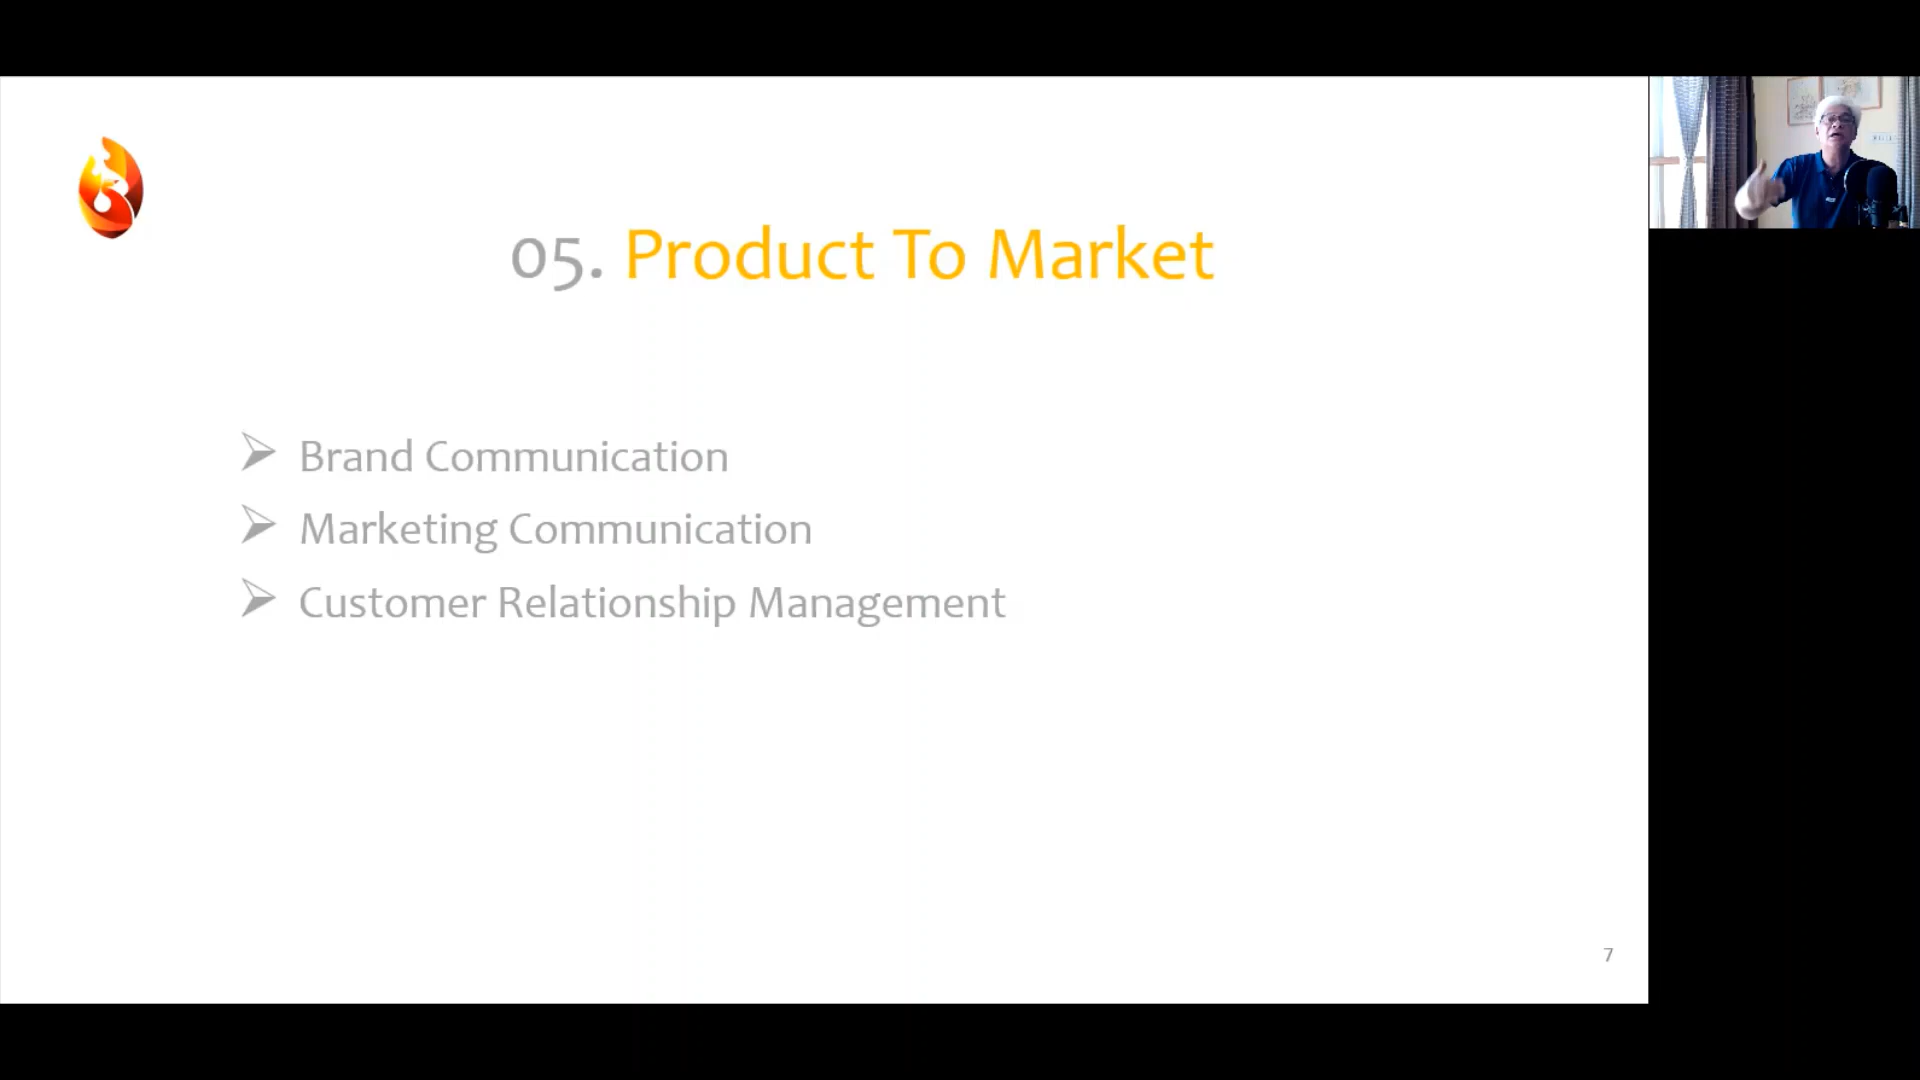 05. Product To Market
Brand Communication
Marketing Communication
Customer Relationship Management
7